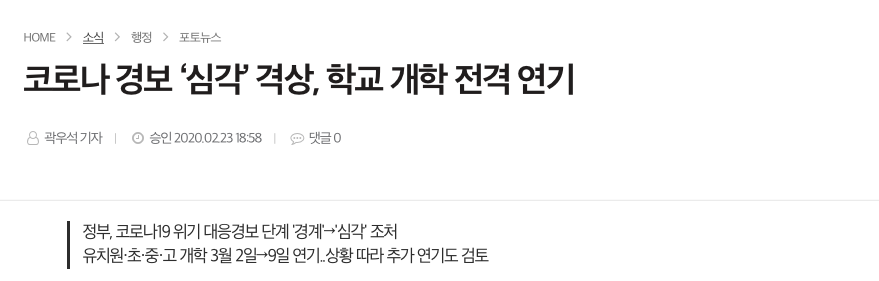 HOME > 소식 > 행정 > 포토뉴스
코로나 경보 ‘심각’ 격상, 학교 개학 전격 연기
곽우석 기자 | 승인 2020.02.23 18:58 | 댓글 0
정부, 코로나19 위기 대응경보 단계 '경계'→'심각' 조처
유치원·초·중·고 개학 3월 2일→9일 연기..상황 따라 추가 연기도 검토